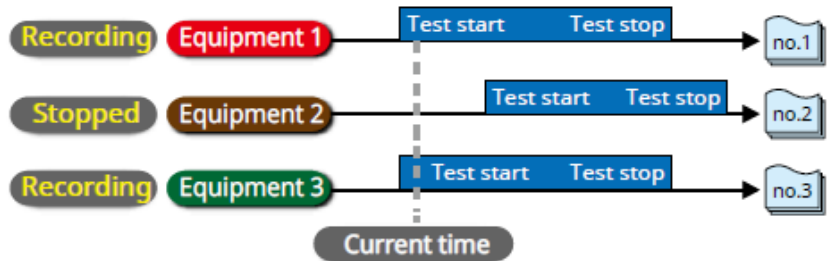 Recording Equipment 1 Test start Test stop no.1
Stopped Equipment 2 Test start Test stop no.2
Recording Equipment 3 Test start Test stop no.3
Current time